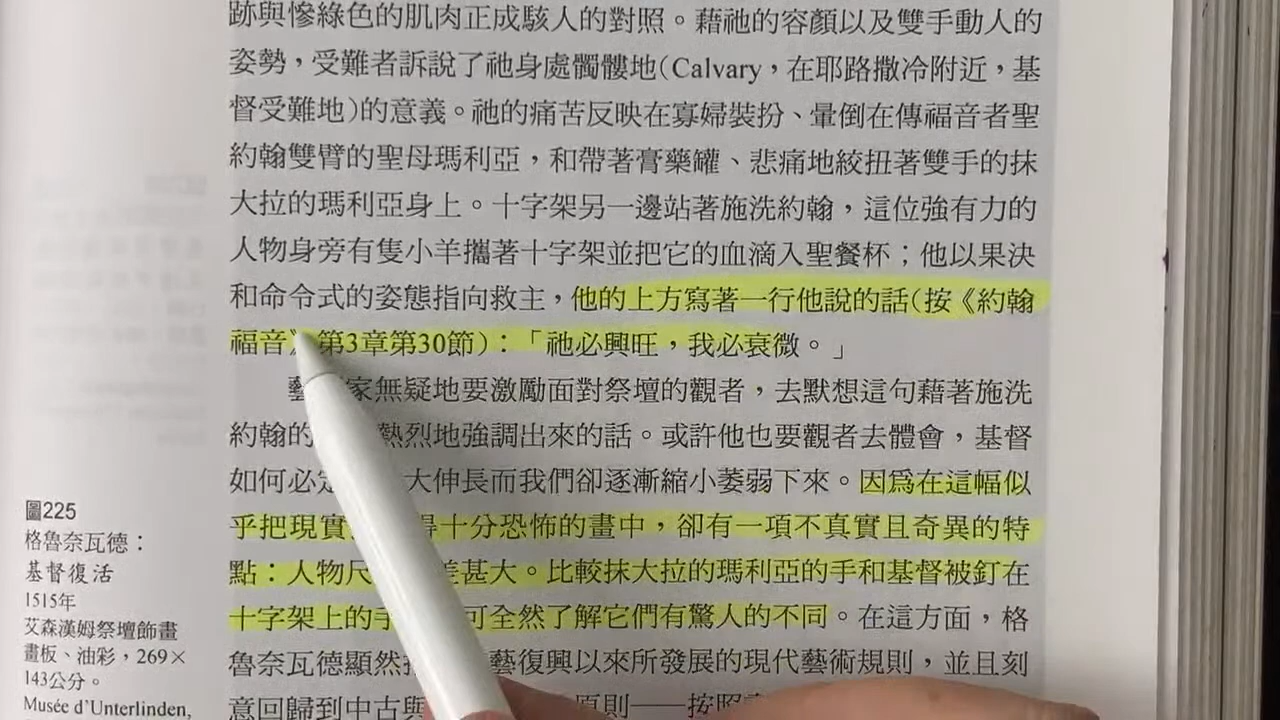 跡與慘綠色的肌肉正成駭人的對照。藉祂的容顏以及雙手動人的
姿勢，受難者訴說了祂身處髑髏地（Calvary，在耶路撒冷附近，基
督受難地）的意義。祂的痛苦反映在寡婦裝扮、暈倒在傳福音者聖
約翰雙臂的聖母瑪利亞，和帶著膏藥罐、悲痛地絞扭著雙手的抹
大拉的瑪利亞身上。十字架另一邊站著施洗約翰，這位強有力的
人物身旁有隻小羊攜著十字架並把它的血滴入聖餐杯；他以果決
和命令式的姿態指向救主，他的上方寫著一行他說的話（按《約翰
福音》第3章第30節）：「祂必興旺，我必衰微。」
藝 家無疑地要激勵面對祭壇的觀者，去默想這句藉著施洗
約翰的 熱烈地強調出來的話。或許他也要觀者去體會，基督
如何必 大伸長而我們卻逐漸縮小萎弱下來。因為在這幅似
乎把現實 得十分恐怖的畫中，卻有一項不真實且奇異的特
點：人物尺 差甚大。比較抹大拉的瑪利亞的手和基督被釘在
十字架上的手 可全然了解它們有驚人的不同。在這方面，格
魯奈瓦德顯然 藝復興以來所發展的現代藝術規則，並且刻
意回歸到中古與 原則——按照
圖225
格魯奈瓦德：
基督復活
1515年
艾森漢姆祭壇飾畫
畫板、油彩，269×
143公分。
Musée d'Unterlinden,